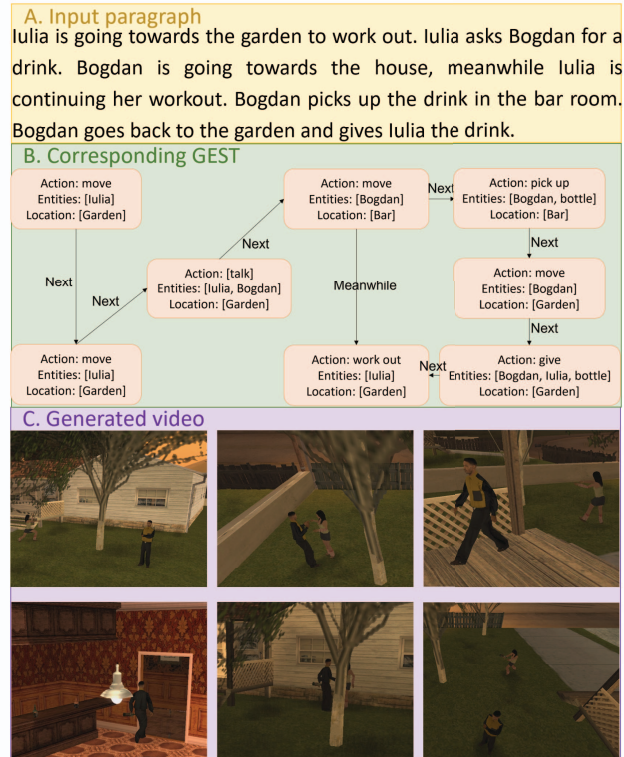 A. Input paragraph
Iulia is going towards the garden to work out. Iulia asks Bogdan for a
drink. Bogdan is going towards the house, meanwhile Iulia is
continuing her workout. Bogdan picks up the drink in the bar room.
Bogdan goes back to the garden and gives Iulia the drink.
B. Corresponding GEST
Action: move
Entities: [Iulia]
Location: [Garden]
Next
Action: move
Entities: [Iulia]
Location: [Garden]
Next
Action: [talk]
Entities: [Iulia, Bogdan]
Location: [Garden]
Next
Action: move
Entities: [Bogdan]
Location: [Bar]
Next
Action: pick up
Entities: [Bogdan, bottle]
Location: [Bar]
Next
Action: move
Entities: [Bogdan]
Location: [Garden]
Next
Action: give
Entities: [Bogdan, Iulia, bottle]
Location: [Garden]
Next
Meanwhile
Action: work out
Entities: [Iulia]
Location: [Garden]
C. Generated video